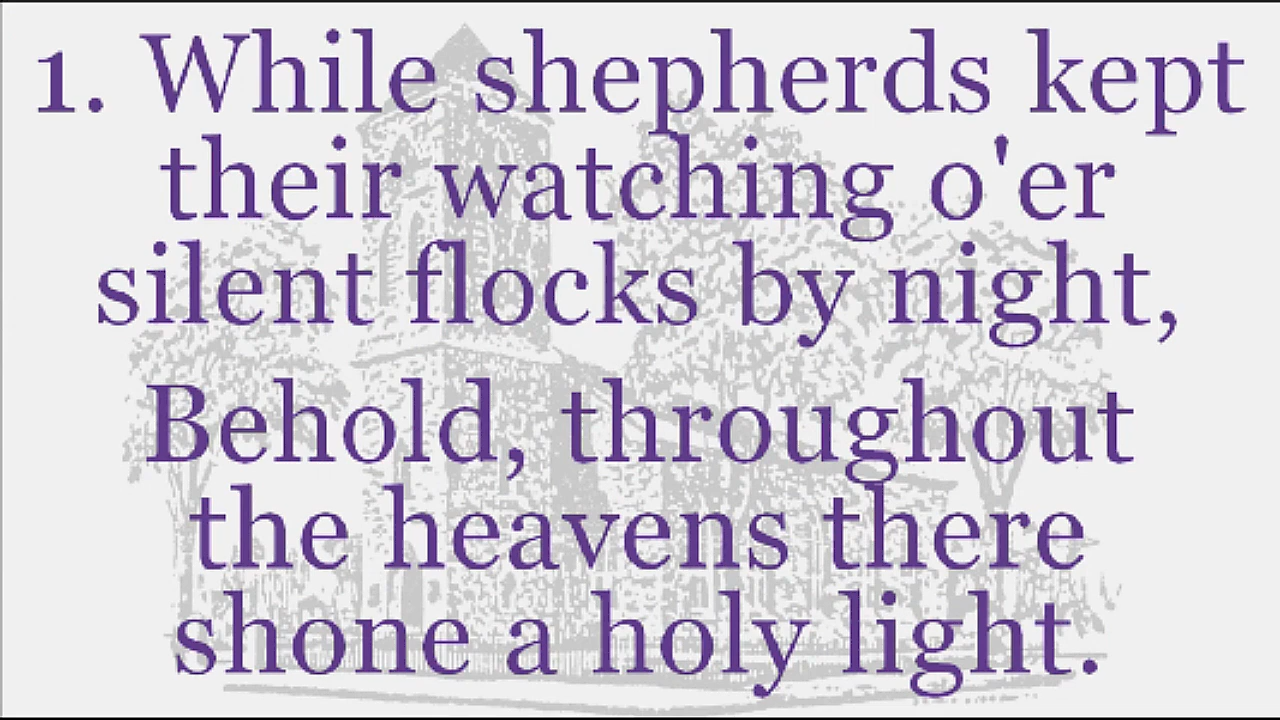 1. While shepherds kept
their watching o'er
silent flocks by night,
Behold, throughout
the heavens there
shone a holy light.